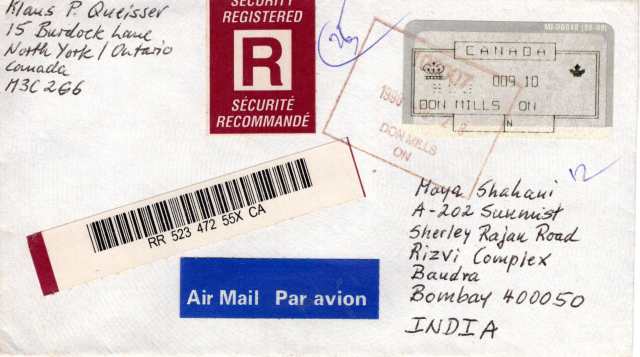 Klaus P. Queisser
15 Burdock Lane
North York / Ontario
Canada
M3C 2G6
SECURITY
REGISTERED
R
SÉCURITÉ
RECOMMANDÉ
CANADA
009.10
DON MILLS ON
N
DON MILLS
ON
RR 523 472 55X CA
Air Mail Par avion
Maya Shahani
A-202 Sunmist
Sherley Rajan Road
Rizvi Complex
Bandra
Bombay 400050
INDIA